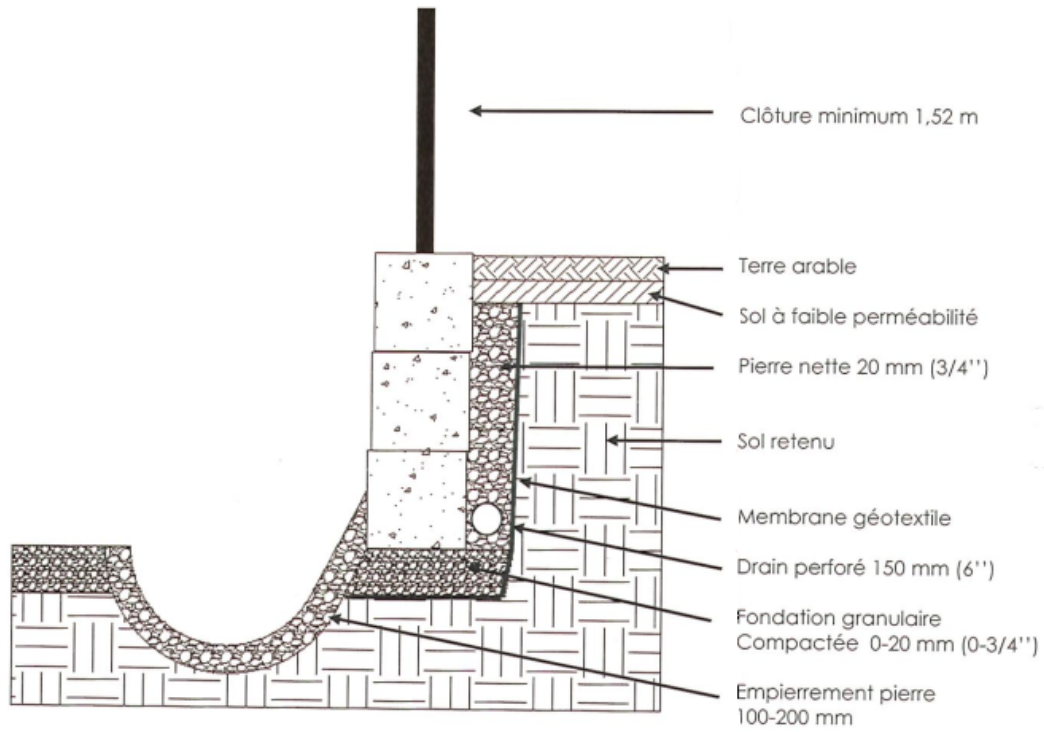 Clôture minimum 1,52 m
Terre arable
Sol à faible perméabilité
Pierre nette 20 mm (3/4'')
Sol retenu
Membrane géotextile
Drain perforé 150 mm (6'')
Fondation granulaire
Compactée 0-20 mm (0-3/4'')
Empierrement pierre
100-200 mm